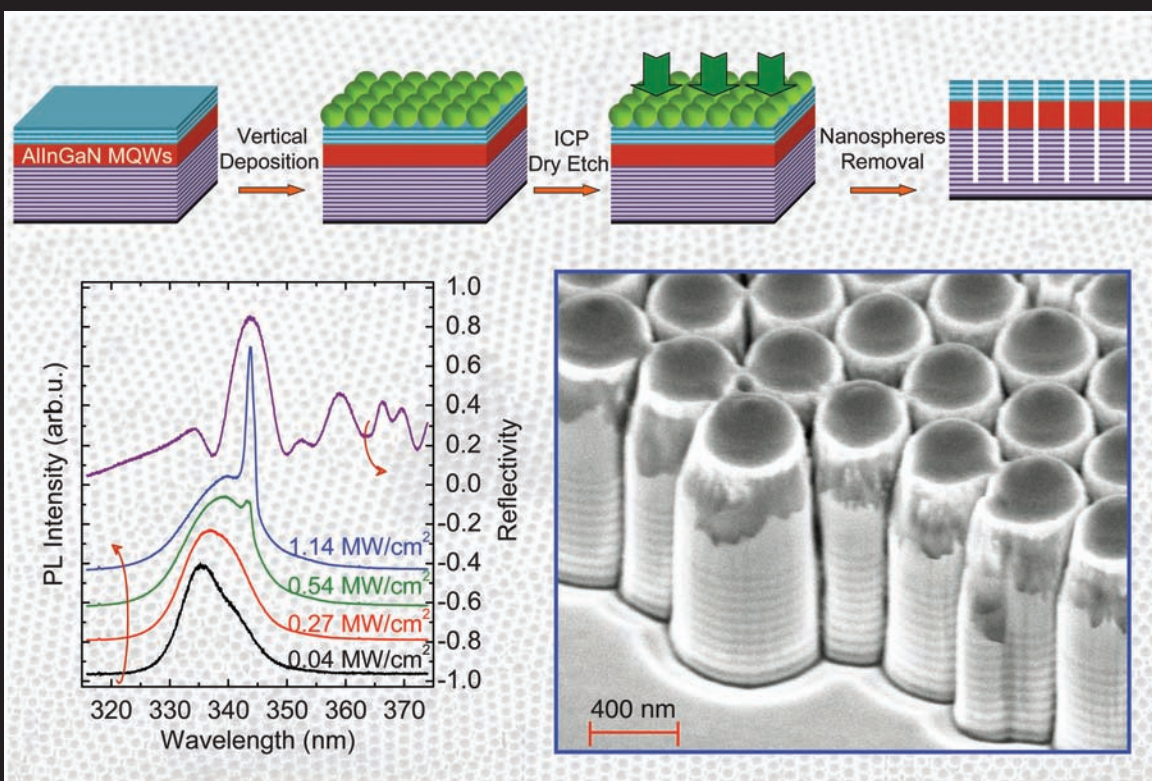 AlInGaN MQWs
Vertical
Deposition
ICP
Dry Etch
Nanospheres
Removal
PL Intensity (arb.u.)
1.14 MW/cm²
0.54 MW/cm²
0.27 MW/cm²
0.04 MW/cm²
1.0
0.8
0.6
0.4
0.2
0.0
-0.2
-0.4
-0.6
-0.8
-1.0
Reflectivity
320 330 340 350 360 370
Wavelength (nm)
400 nm